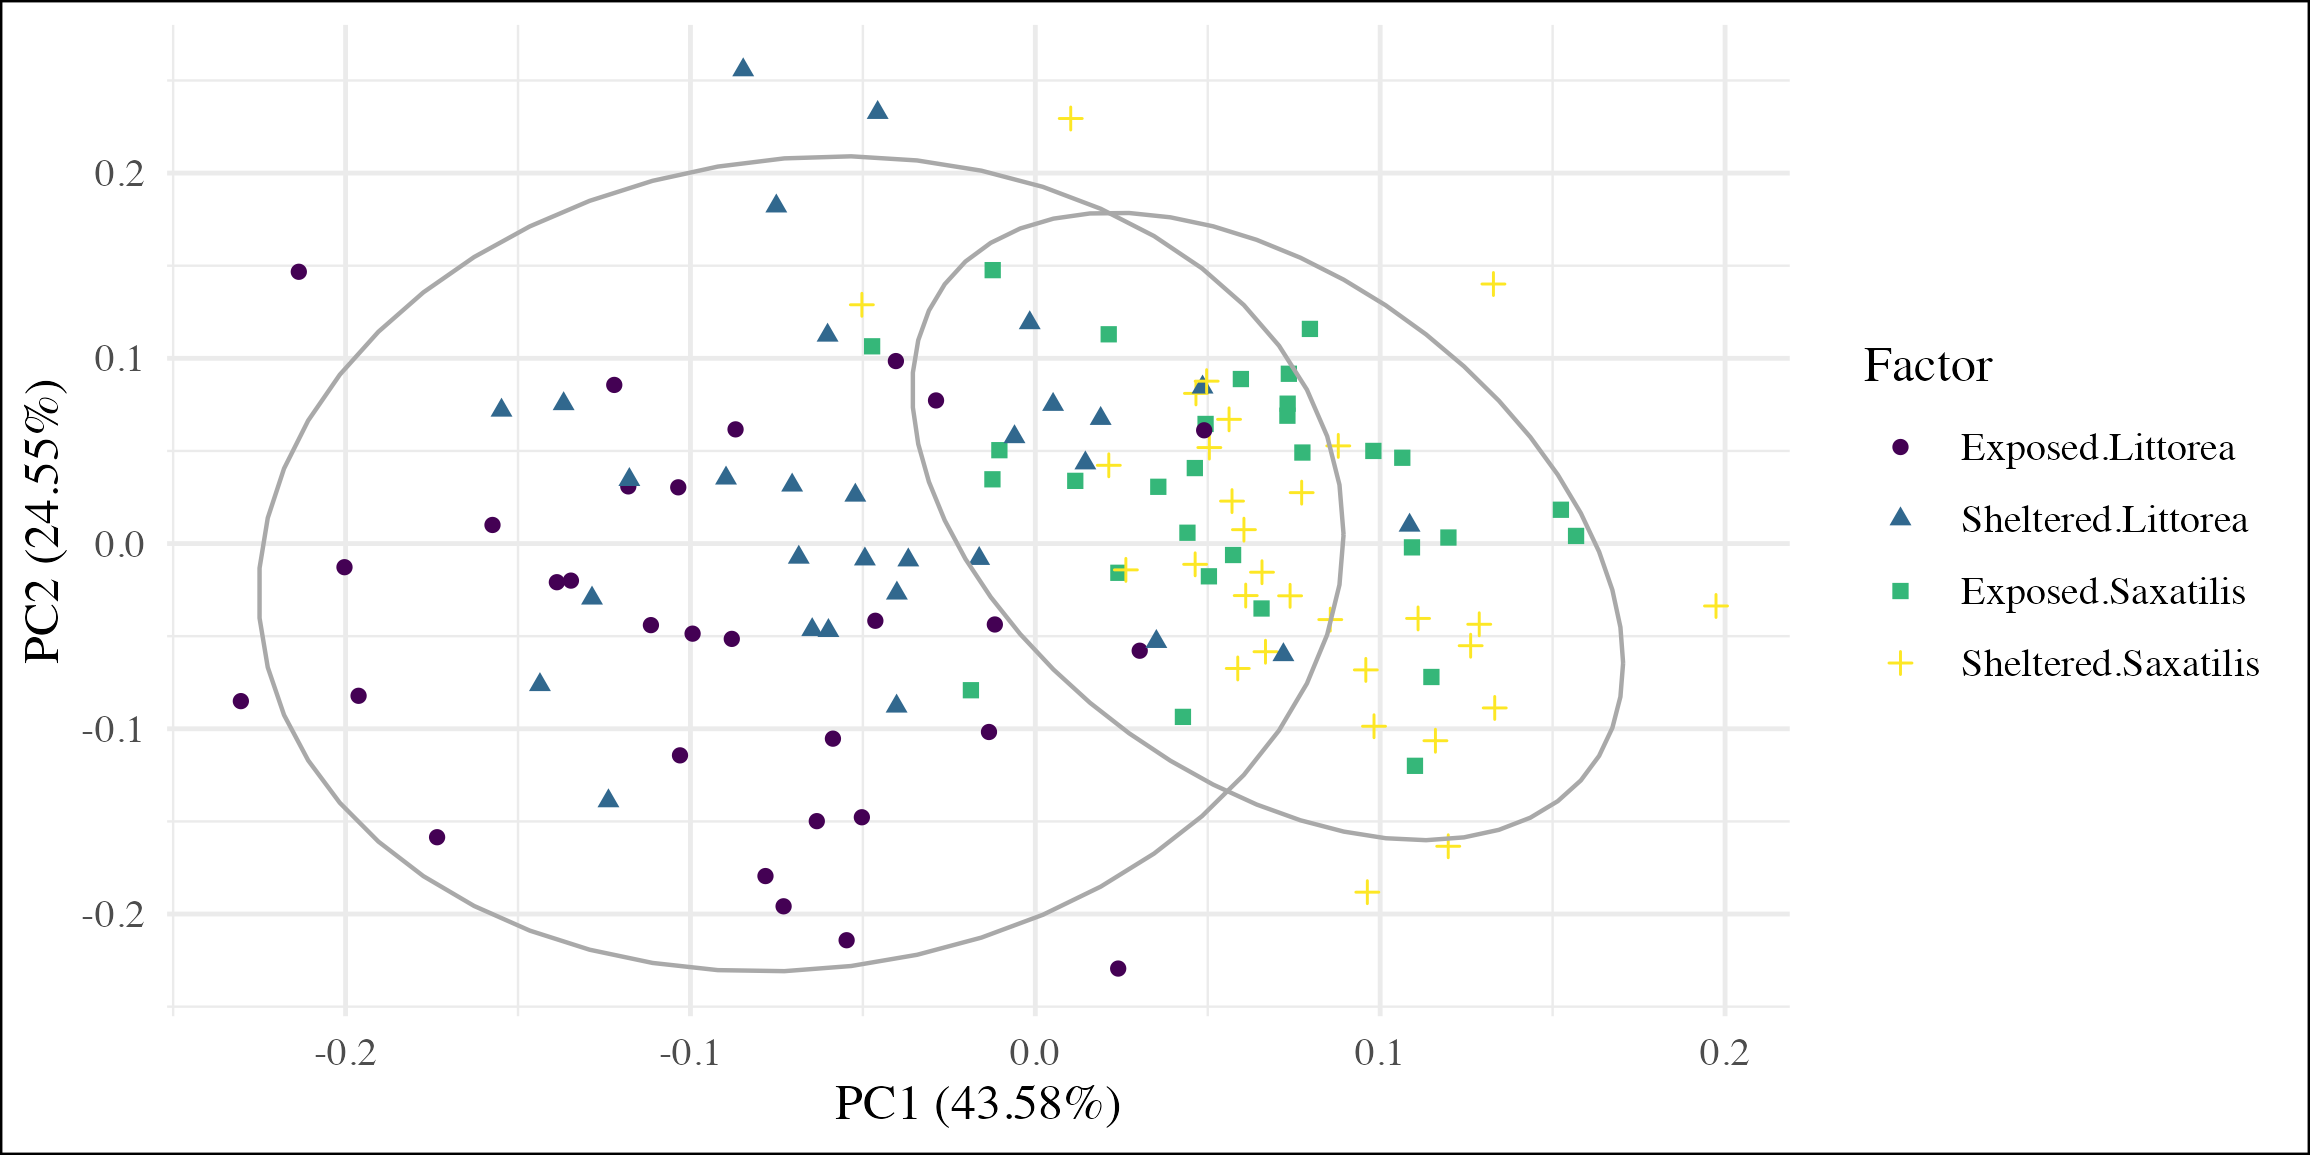 PC2 (24.55%)
0.2
0.1
0.0
-0.1
-0.2
-0.2
-0.1
0.0
0.1
0.2
PC1 (43.58%)
Factor
Exposed.Littorea
Sheltered.Littorea
Exposed.Saxatilis
Sheltered.Saxatilis